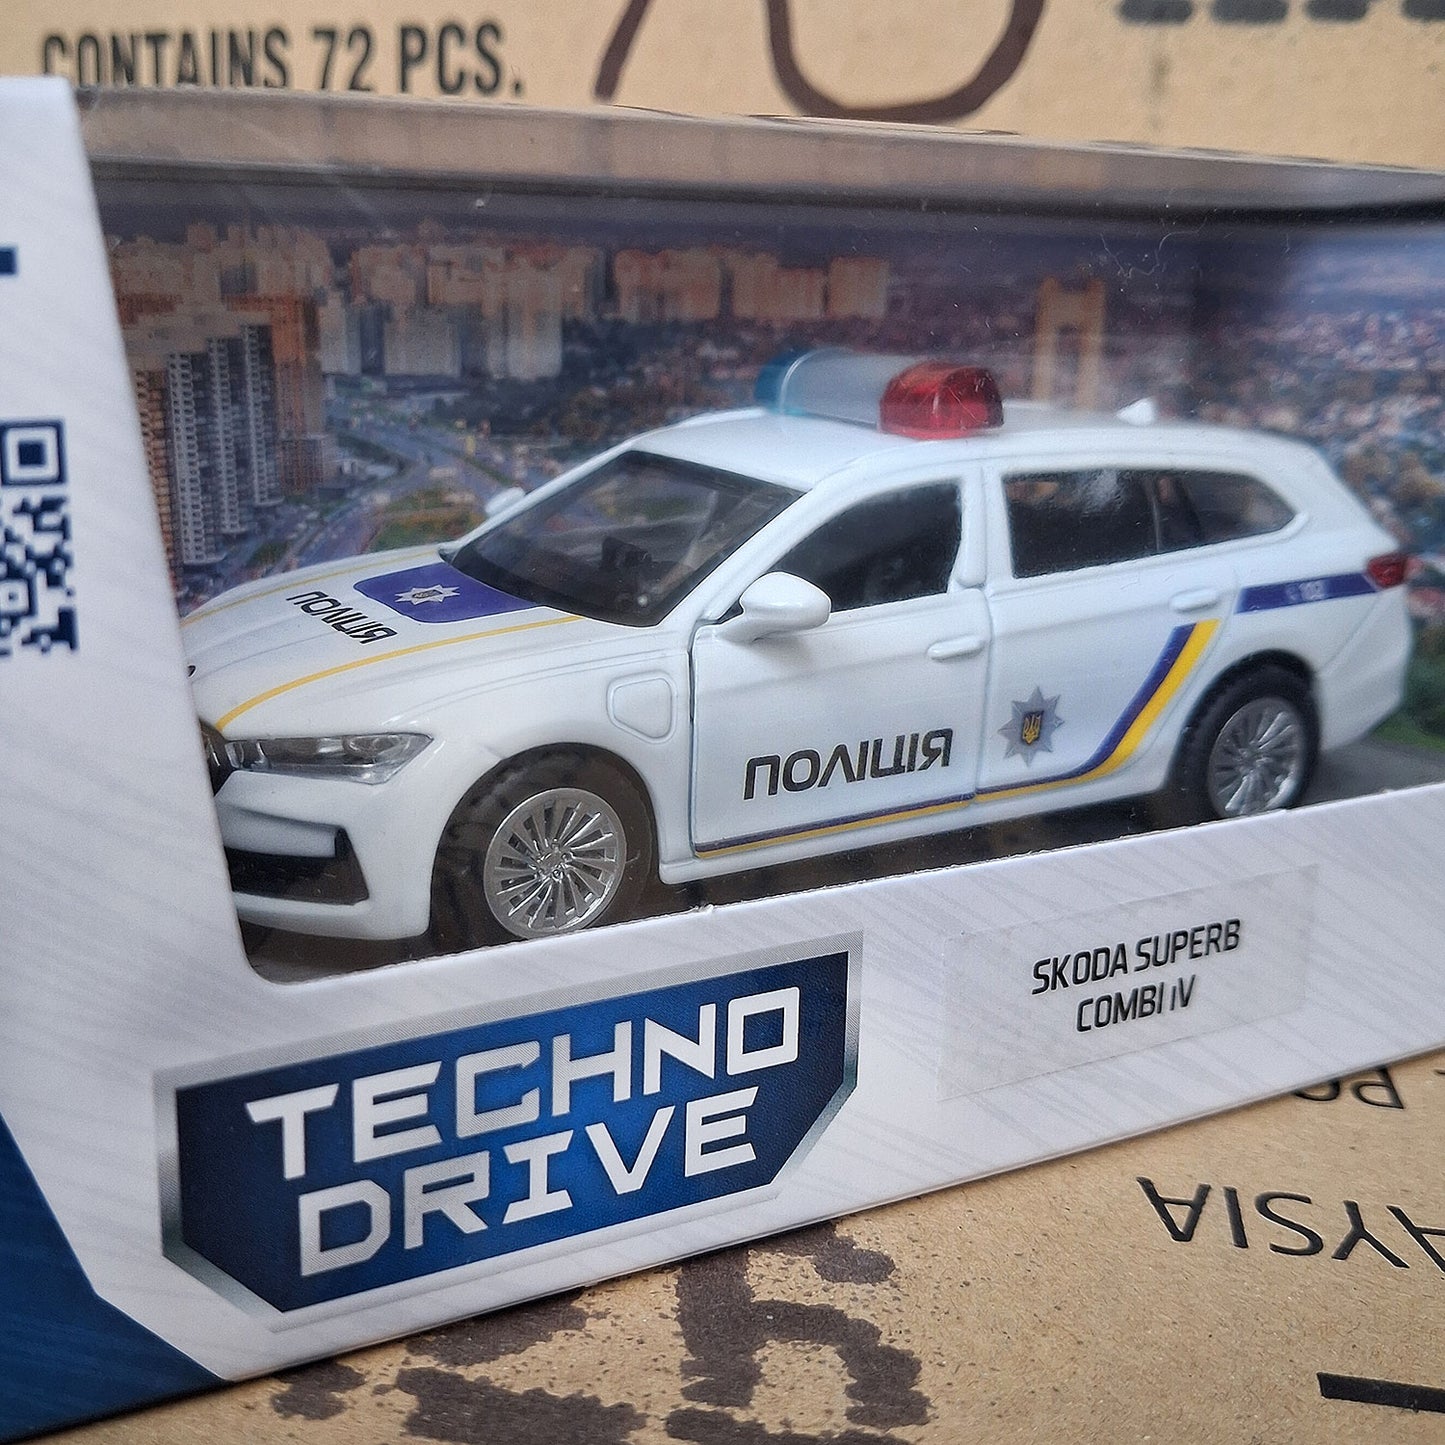 CONTAINS 72 PCS.
ПОЛІЦІЯ
ПОЛІЦІЯ
SKODA SUPERB
COMBI iV
TECHNO
DRIVE
AYSIA